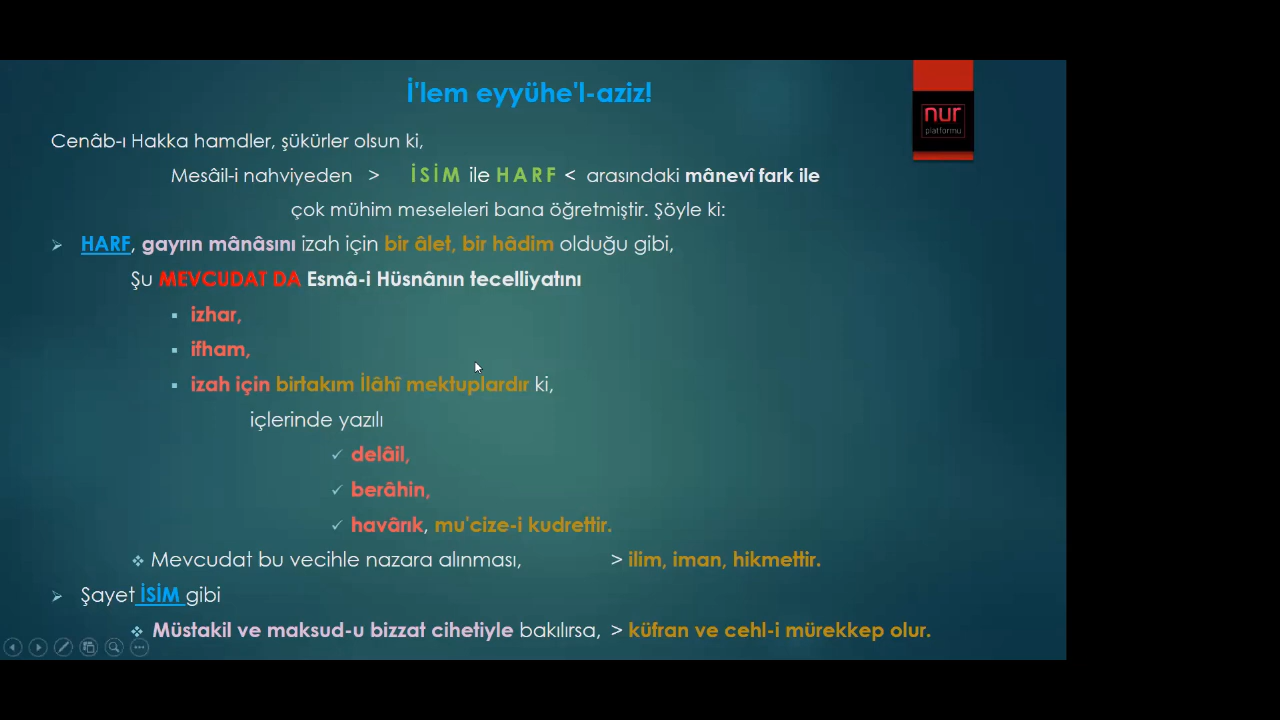 İ'lem eyyühe'l-aziz!
nur
platformu
Cenâb-ı Hakka hamdler, şükürler olsun ki,
Mesâil-i nahviyeden > İSİM ile HARF < arasındaki mânevî fark ile
çok mühim meseleleri bana öğretmiştir. Şöyle ki:
HARF, gayrın mânâsını izah için bir âlet, bir hâdim olduğu gibi,
Şu MEVCUDAT DA Esmâ-i Hüsnânın tecelliyatını
izhar,
ifham,
izah için birtakım İlâhî mektuplardır ki,
içlerinde yazılı
delâil,
berâhin,
havârık, mu'cize-i kudrettir.
Mevcudat bu vecihle nazara alınması, > ilim, iman, hikmettir.
Şayet İSİM gibi
Müstakil ve maksud-u bizzat cihetiyle bakılırsa, > küfran ve cehl-i mürekkep olur.